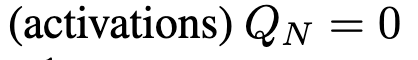 (activations) Q_N = 0